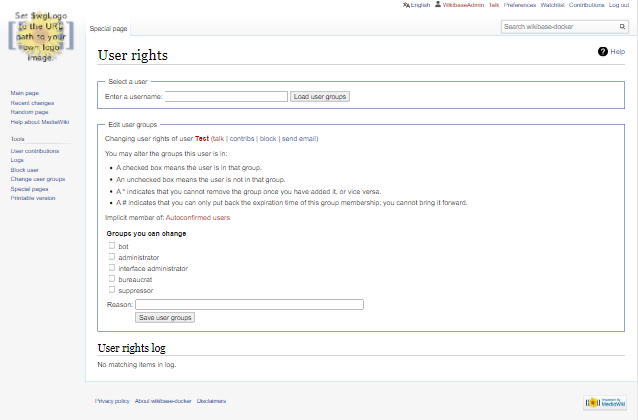 Set $wgLogo
to the URL
path to your
own logo
image.
English WikibaseAdmin Talk Preferences Watchlist Contributions Log out
Special page
Search wikibase-docker
User rights
? Help
Main page
Recent changes
Random page
Help about MediaWiki
Tools
User contributions
Logs
Block user
Change user groups
Special pages
Printable version
Select a user
Enter a username: Load user groups
Edit user groups
Changing user rights of user Test (talk | contribs | block | send email)
You may alter the groups this user is in:
• A checked box means the user is in that group.
• An unchecked box means the user is not in that group.
• A * indicates that you cannot remove the group once you have added it, or vice versa.
• A # indicates that you can only put back the expiration time of this group membership; you cannot bring it forward.
Implicit member of: Autoconfirmed users
Groups you can change
bot
administrator
interface administrator
bureaucrat
suppressor
Reason:
Save user groups
User rights log
No matching items in log.
Privacy policy About wikibase-docker Disclaimers
Powered By
MediaWiki